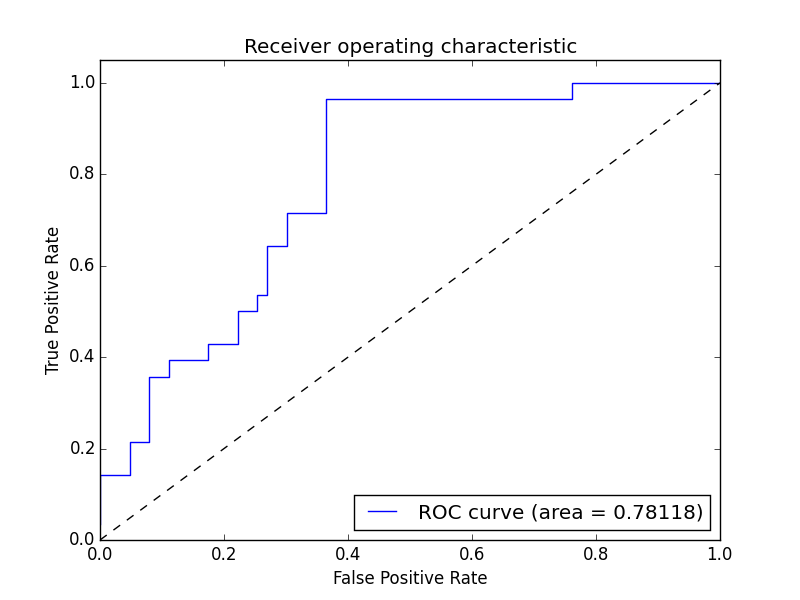 Receiver operating characteristic
1.0
0.8
0.6
0.4
0.2
0.0
True Positive Rate
0.0 0.2 0.4 0.6 0.8 1.0
False Positive Rate
ROC curve (area = 0.78118)